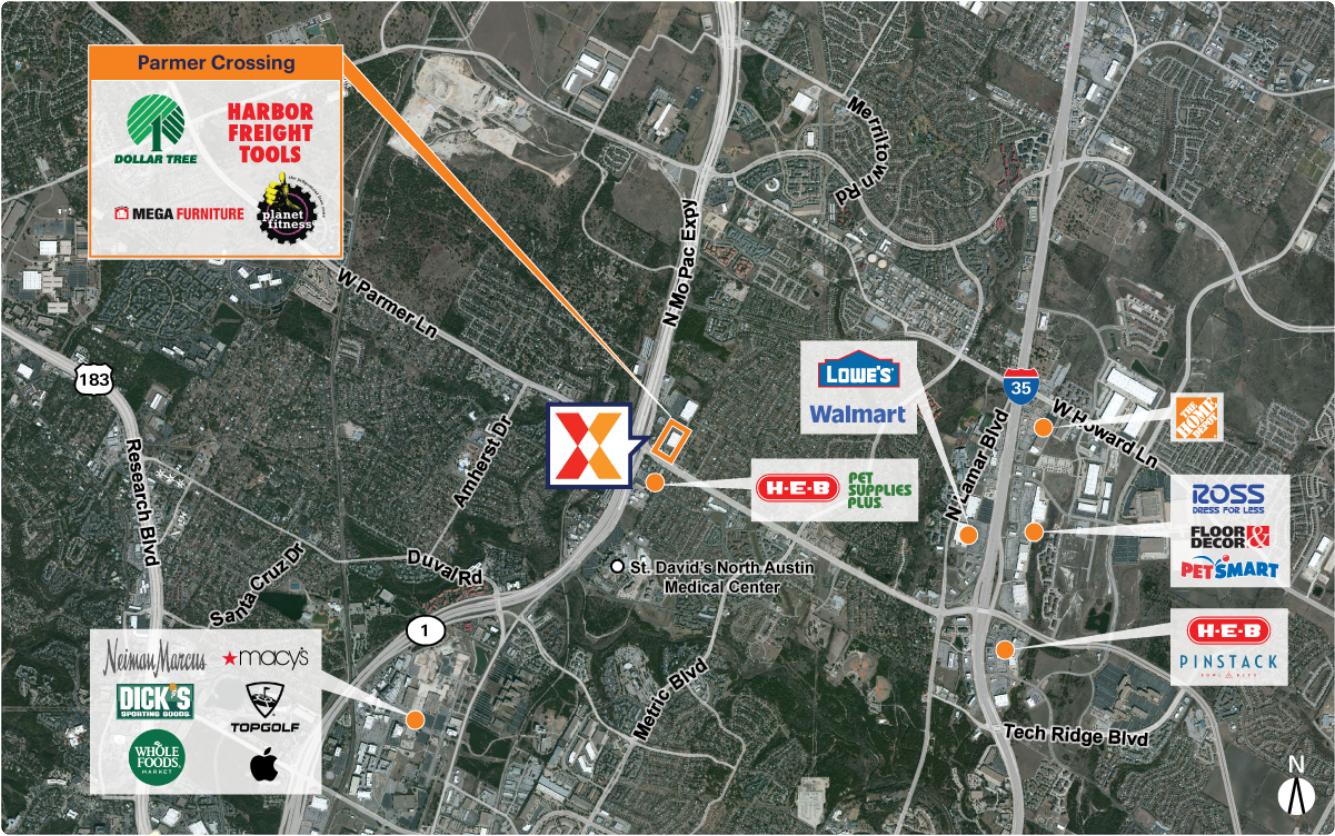 Parmer Crossing
DOLLAR TREE
HARBOR
FREIGHT
TOOLS
MEGA FURNITURE
planet
fitness
Merriltown Rd
N Mo Pac Expy
W Parmer Ln
183
Research Blvd
Amherst Dr
LOWE'S
Walmart
35
N Lamar Blvd
W Howard Ln
THE
HOME
DEPOT
H-E-B
PET
SUPPLIES
PLUS
ROSS
DRESS FOR LESS
FLOOR &
DECOR
PETSMART
Duval Rd
Santa Cruz Dr
St. David's North Austin
Medical Center
1
H-E-B
PINSTACK
Neiman Marcus
macy's
DICK'S
SPORTING GOODS
TOPGOLF
WHOLE
FOODS
MARKET
Metric Blvd
Tech Ridge Blvd
N